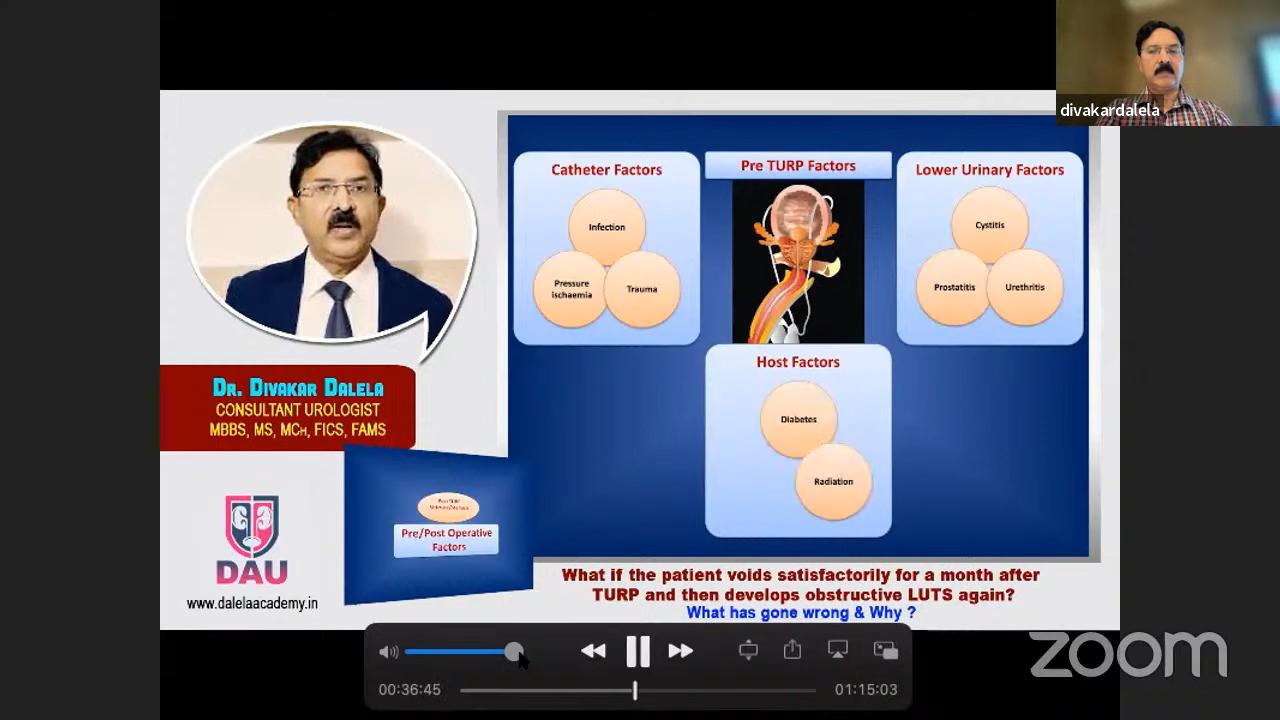 divakardalela
Catheter Factors
Infection
Pressure
ischaemia
Trauma
Pre TURP Factors
Lower Urinary Factors
Cystitis
Prostatitis
Urethritis
Host Factors
Diabetes
Radiation
DR. DIVAKAR DALELA
CONSULTANT UROLOGIST
MBBS, MS, MCH, FICS, FAMS
Pre/Post Operative
Factors
DAU
www.dalelaacademy.in
What if the patient voids satisfactorily for a month after
TURP and then develops obstructive LUTS again?
What has gone wrong & Why ?
00:36:45
01:15:03
zoom